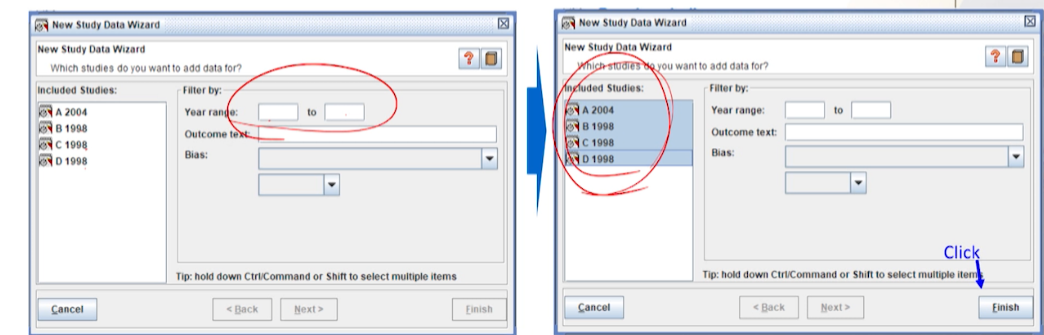 New Study Data Wizard
New Study Data Wizard
Which studies do you want to add data for?
Included Studies:
A 2004
B 1998
C 1998
D 1998
Filter by:
Year range:
to
Outcome text:
Bias:
Tip: hold down Ctrl/Command or Shift to select multiple items
Cancel
< Back
Next >
Finish
New Study Data Wizard
New Study Data Wizard
Which studies do you want to add data for?
Included Studies:
A 2004
B 1998
C 1998
D 1998
Filter by:
Year range:
to
Outcome text:
Bias:
Click
Tip: hold down Ctrl/Command or Shift to select multiple items
Cancel
< Back
Next >
Finish